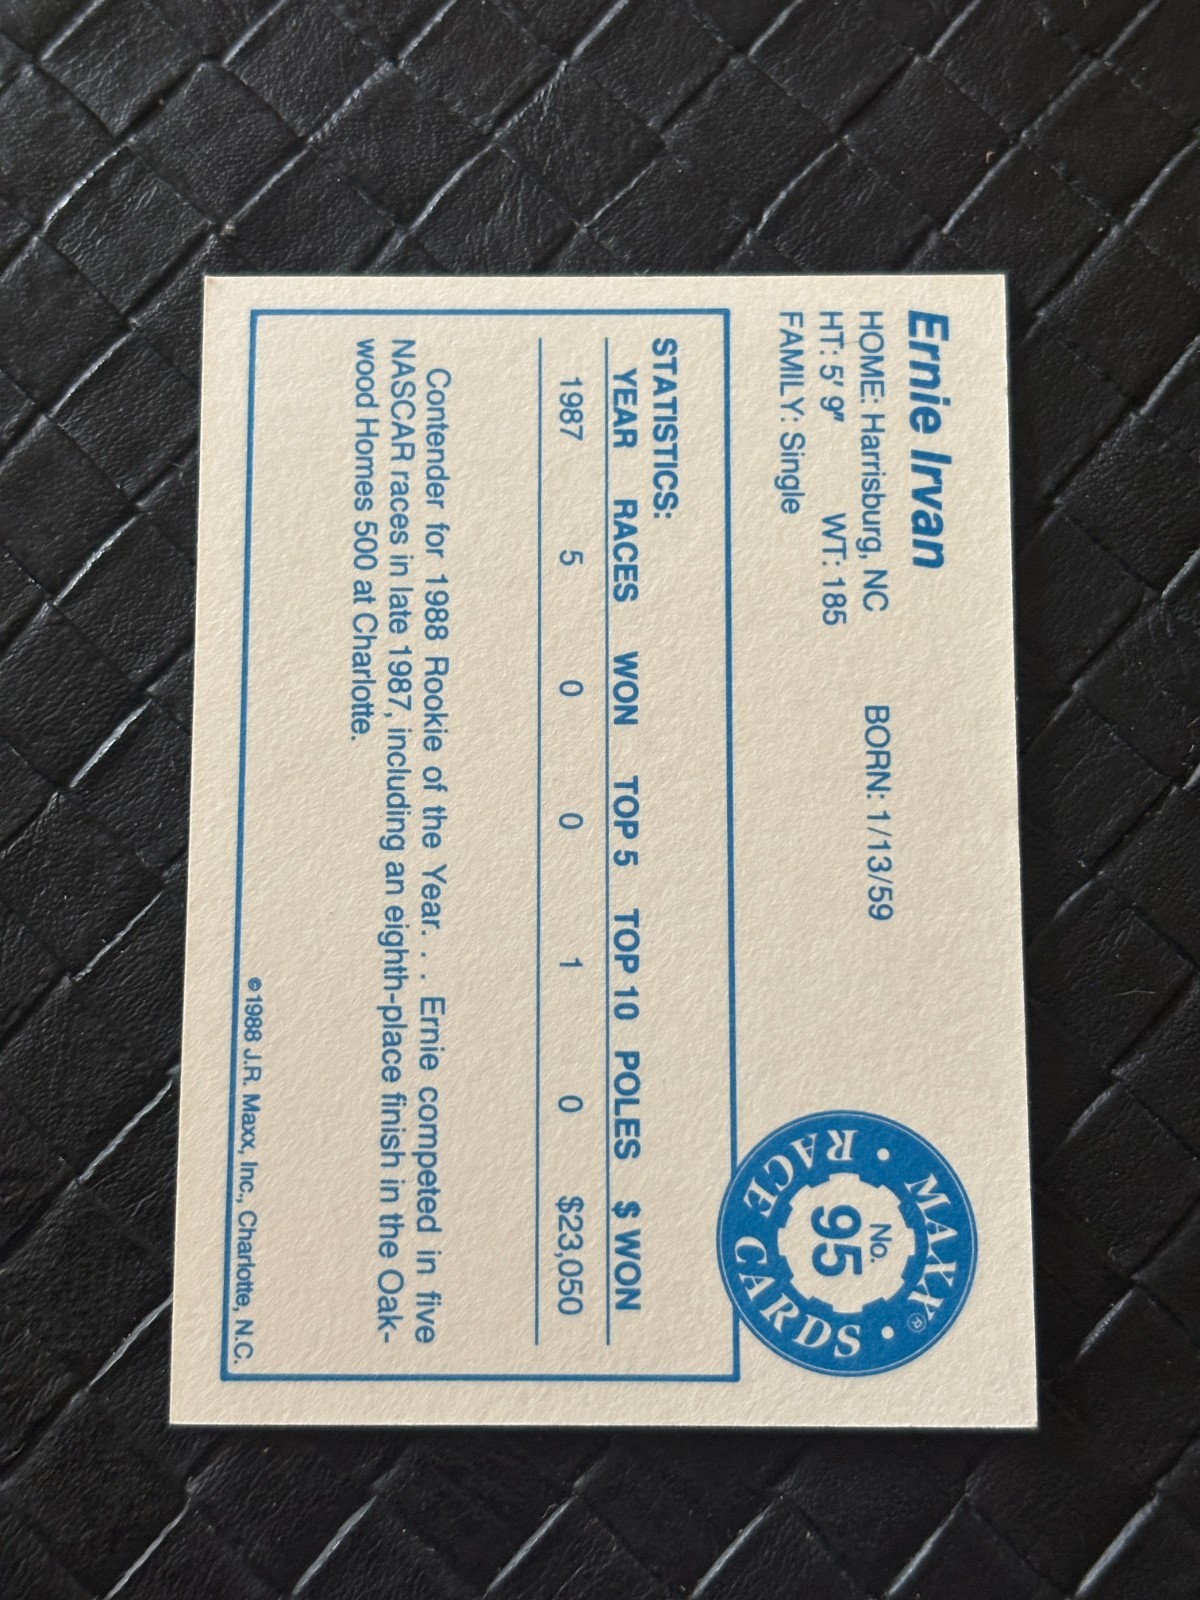 Ernie Irvan
HOME: Harrisburg, NC BORN: 1/13/59
HT: 5' 9" WT: 185
FAMILY: Single
MAXX®
No.
95
• RACE CARDS •
STATISTICS:
YEAR RACES WON TOP 5 TOP 10 POLES $ WON
1987 5 0 0 1 0 $23,050
Contender for 1988 Rookie of the Year. . . Ernie competed in five
NASCAR races in late 1987, including an eighth-place finish in the Oak-
wood Homes 500 at Charlotte.
©1988 J.R. Maxx, Inc., Charlotte, N.C.